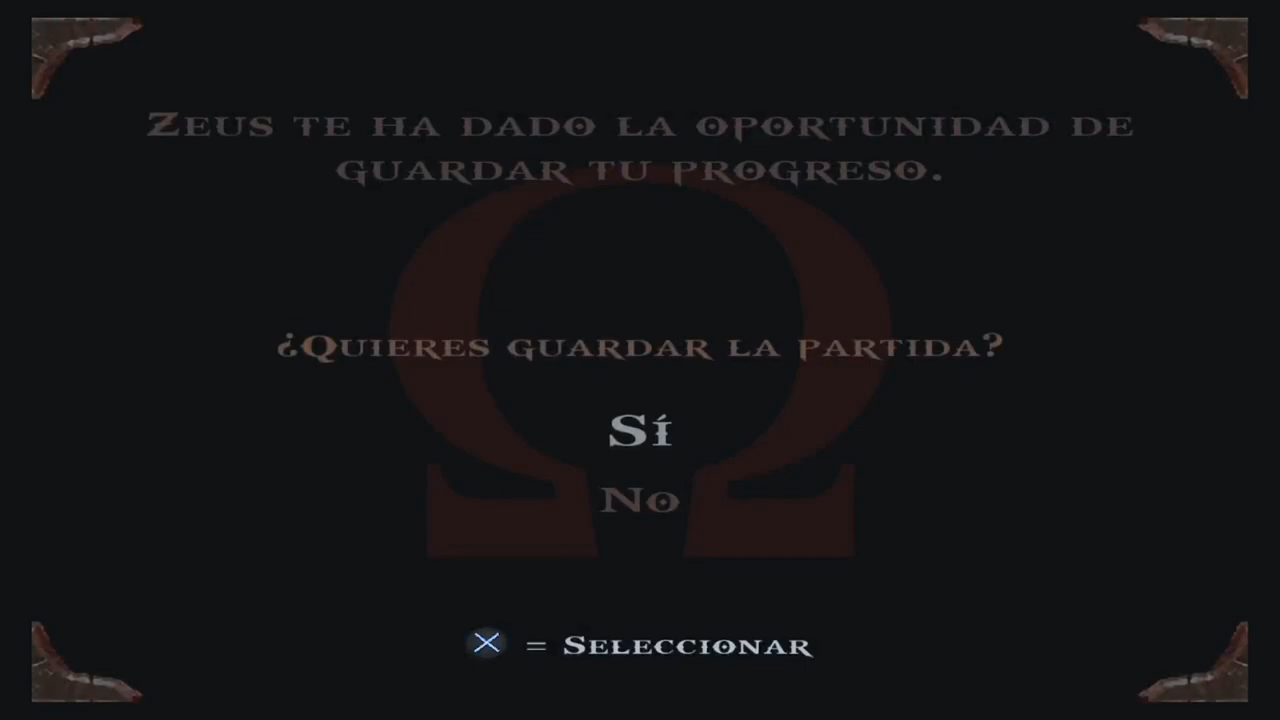 Zeus te ha dado la oportunidad de
guardar tu progreso.
¿Quieres guardar la partida?
Sí
No
= Seleccionar